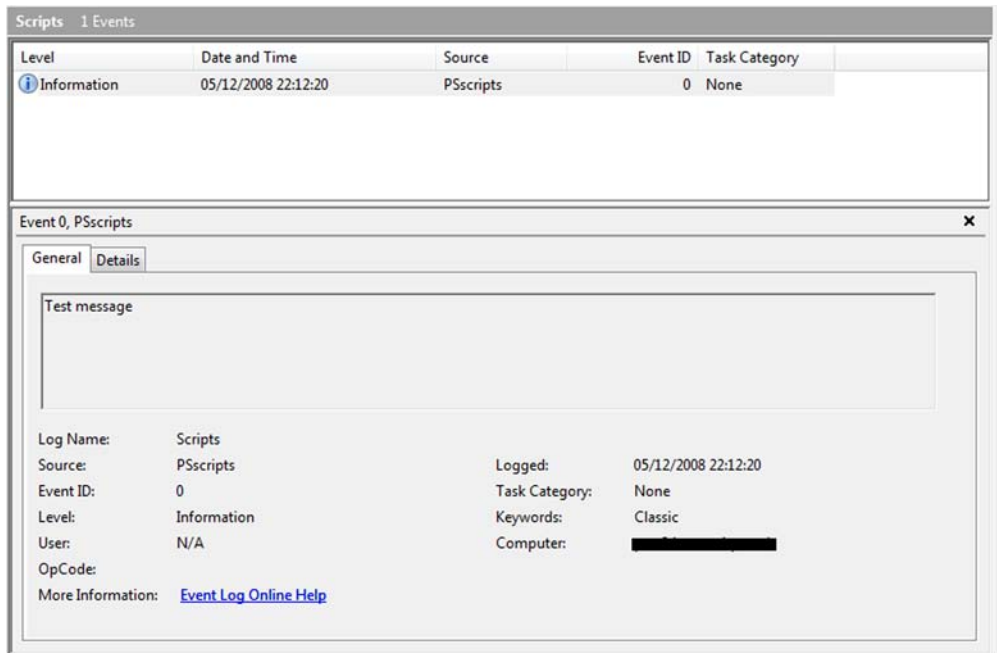 Scripts 1 Events
Level Date and Time Source Event ID Task Category
Information 05/12/2008 22:12:20 PSscripts 0 None
Event 0, PSscripts
General Details
Test message
Log Name: Scripts
Source: PSscripts Logged: 05/12/2008 22:12:20
Event ID: 0 Task Category: None
Level: Information Keywords: Classic
User: N/A Computer:
OpCode:
More Information: Event Log Online Help